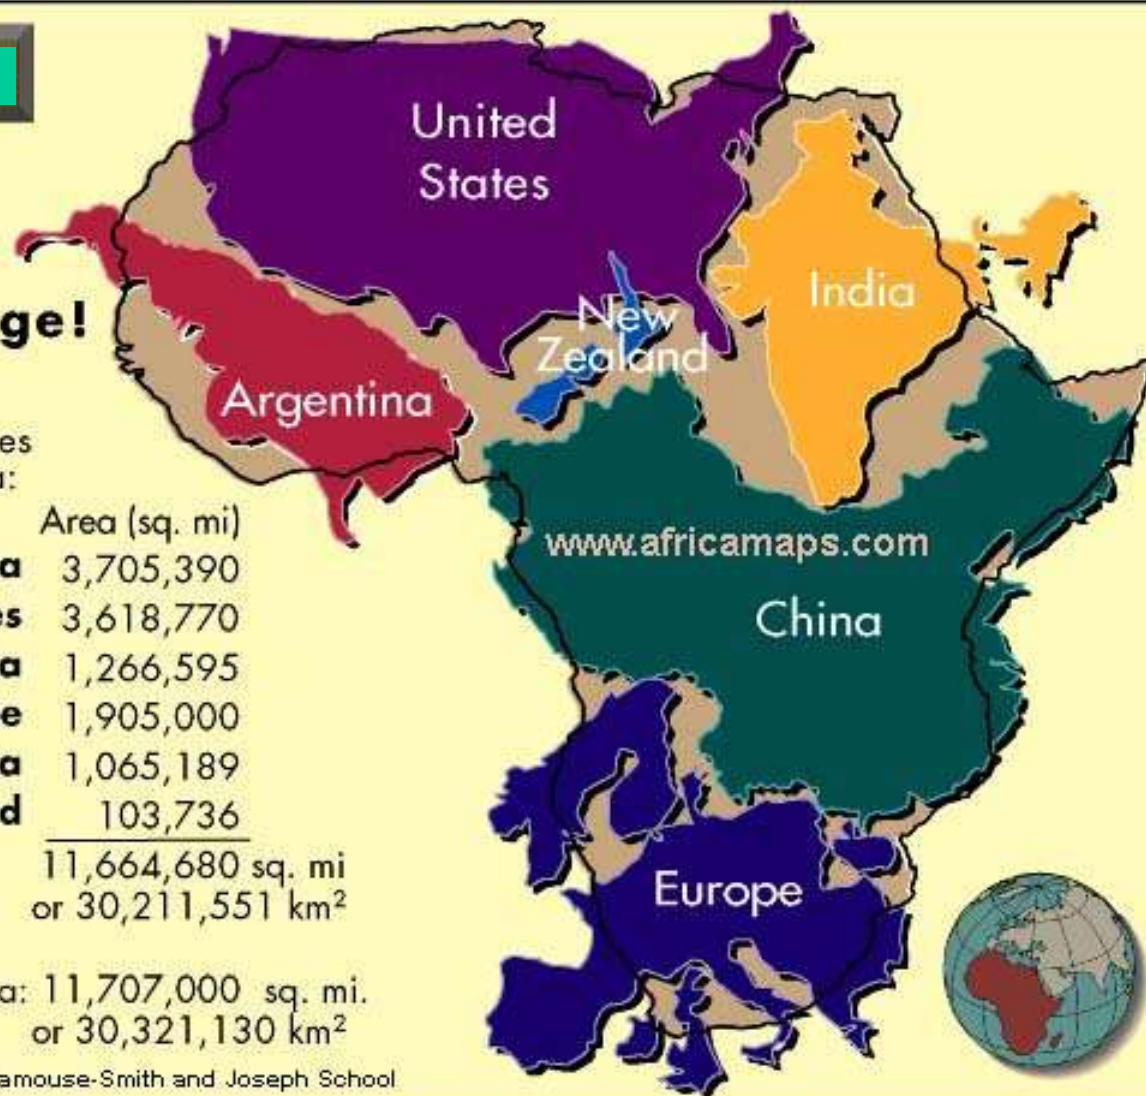 United
States
ge!
India
New
Zealand
Argentina
es
a:
Area (sq. mi)
a 3,705,390
es 3,618,770
a 1,266,595
e 1,905,000
a 1,065,189
d 103,736
11,664,680 sq. mi
or 30,211,551 km²
a: 11,707,000 sq. mi.
or 30,321,130 km²
www.africamaps.com
China
Europe
amouse-Smith and Joseph School